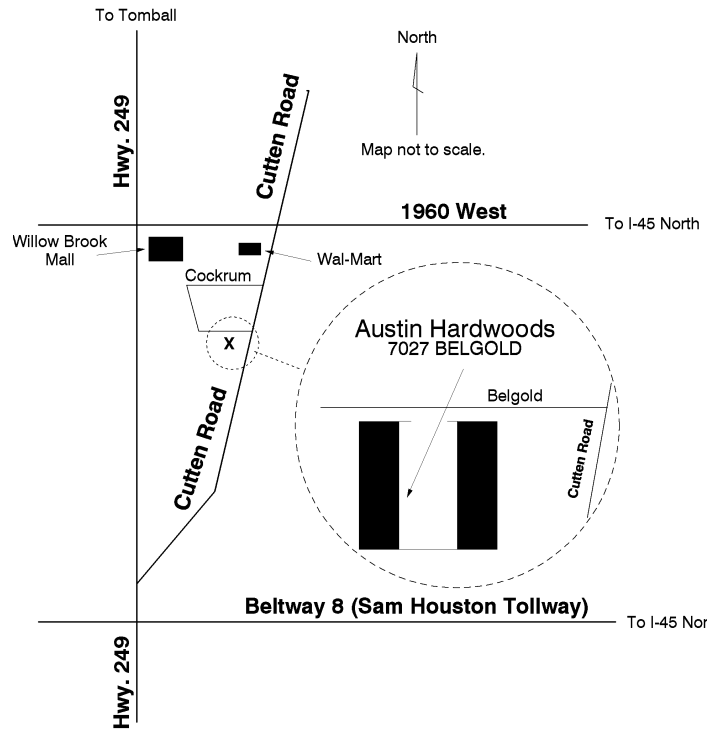 To Tomball
North
Hwy. 249
Cutten Road
Map not to scale.
1960 West
To I-45 North
Willow Brook
Mall
Wal-Mart
Cockrum
X
Austin Hardwoods
7027 BELGOLD
Belgold
Cutten Road
Cutten Road
Beltway 8 (Sam Houston Tollway)
To I-45 Nor
Hwy. 249